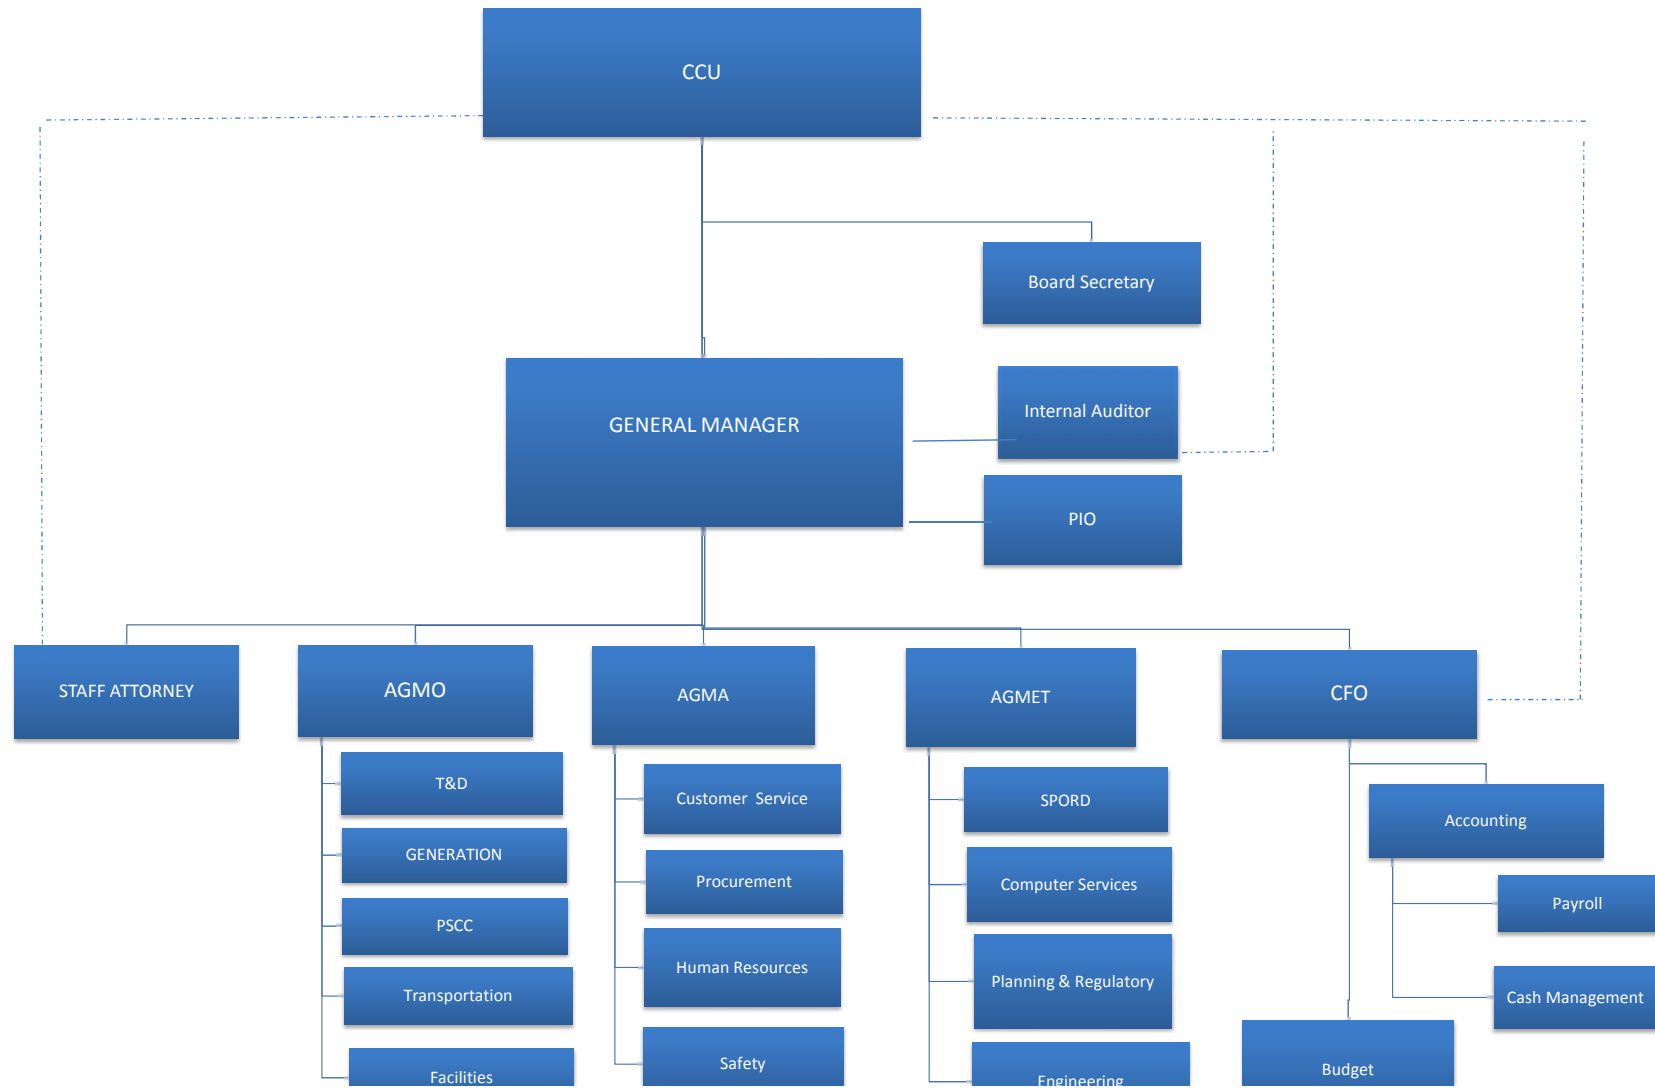 CCU
Board Secretary
GENERAL MANAGER
Internal Auditor
PIO
STAFF ATTORNEY
AGMO
AGMA
AGMET
CFO
T&D
GENERATION
PSCC
Transportation
Facilities
Customer  Service
Procurement
Human Resources
Safety
SPORD
Computer Services
Planning & Regulatory
Engineering
Accounting
Payroll
Cash Management
Budget